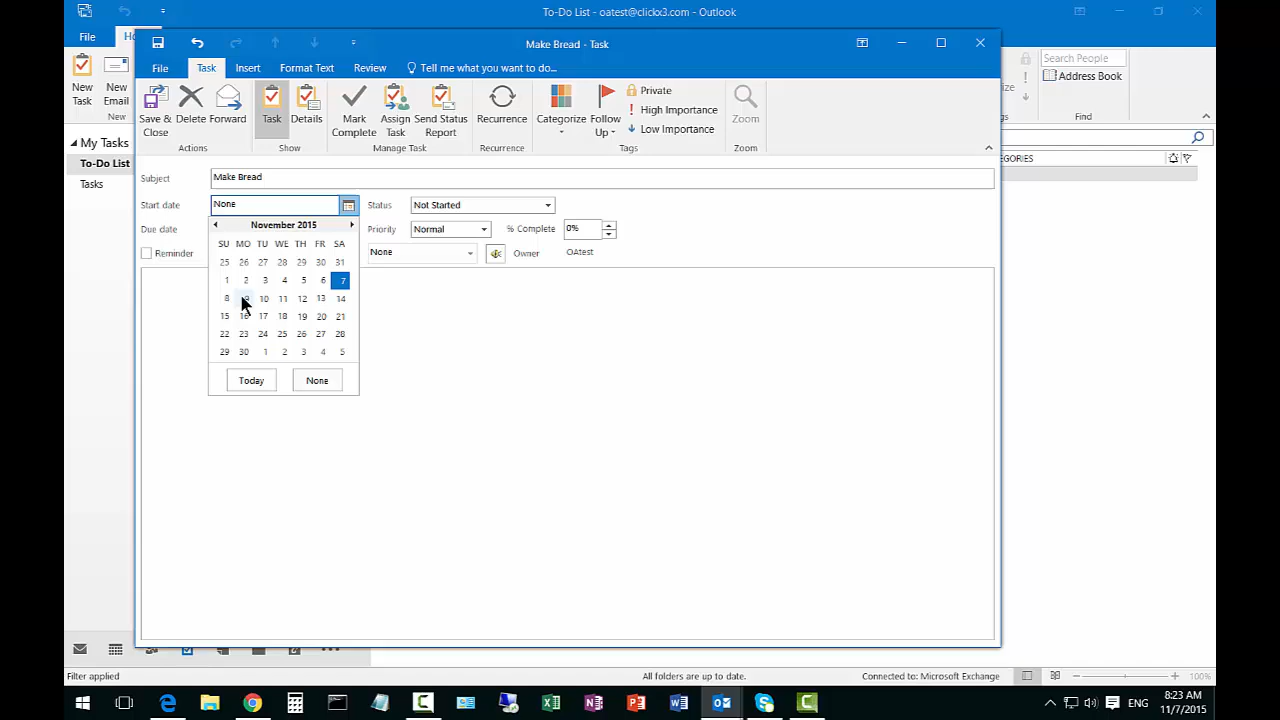 To-Do List - oatest@clickx3.com - Outlook
File
Make Bread - Task
File Task Insert Format Text Review Tell me what you want to do...
New Task
New Email
New
Save & Close
Delete
Forward
Actions
Task
Details
Show
Mark Complete
Assign Task
Send Status Report
Manage Task
Recurrence
Recurrence
Categorize
Follow Up
Private
High Importance
Low Importance
Tags
Zoom
Zoom
Search People
Address Book
Find
My Tasks
To-Do List
Tasks
Subject Make Bread
Start date None Status Not Started
Due date Priority Normal % Complete 0%
Reminder None Owner OAtest
November 2015
SU MO TU WE TH FR SA
25 26 27 28 29 30 31
1 2 3 4 5 6 7
8 9 10 11 12 13 14
15 16 17 18 19 20 21
22 23 24 25 26 27 28
29 30 1 2 3 4 5
Today None
Filter applied All folders are up to date. Connected to: Microsoft Exchange 100%
ENG
8:23 AM
11/7/2015